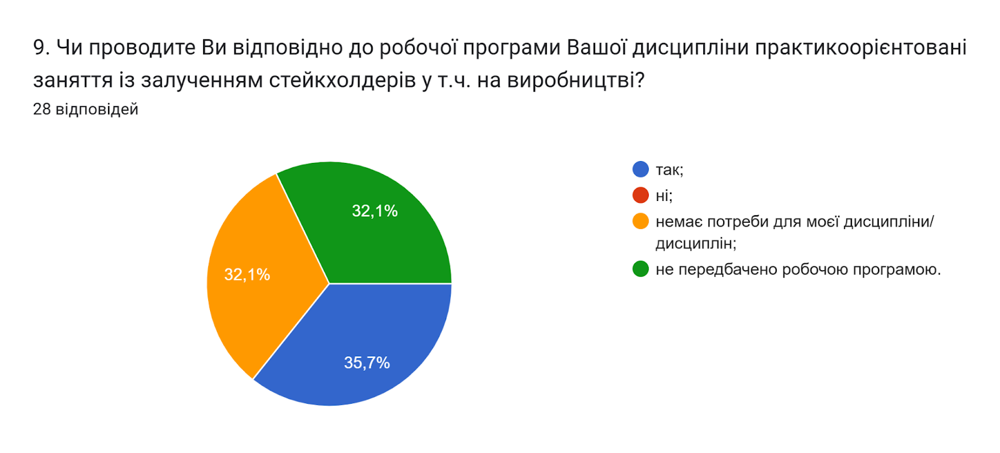 9. Чи проводите Ви відповідно до робочої програми Вашої дисципліни практикоорієнтовані
заняття із залученням стейкхолдерів у т.ч. на виробництві?
28 відповідей
так;
ні;
немає потреби для моєї дисципліни/
дисциплін;
не передбачено робочою програмою.
32,1%
32,1%
35,7%